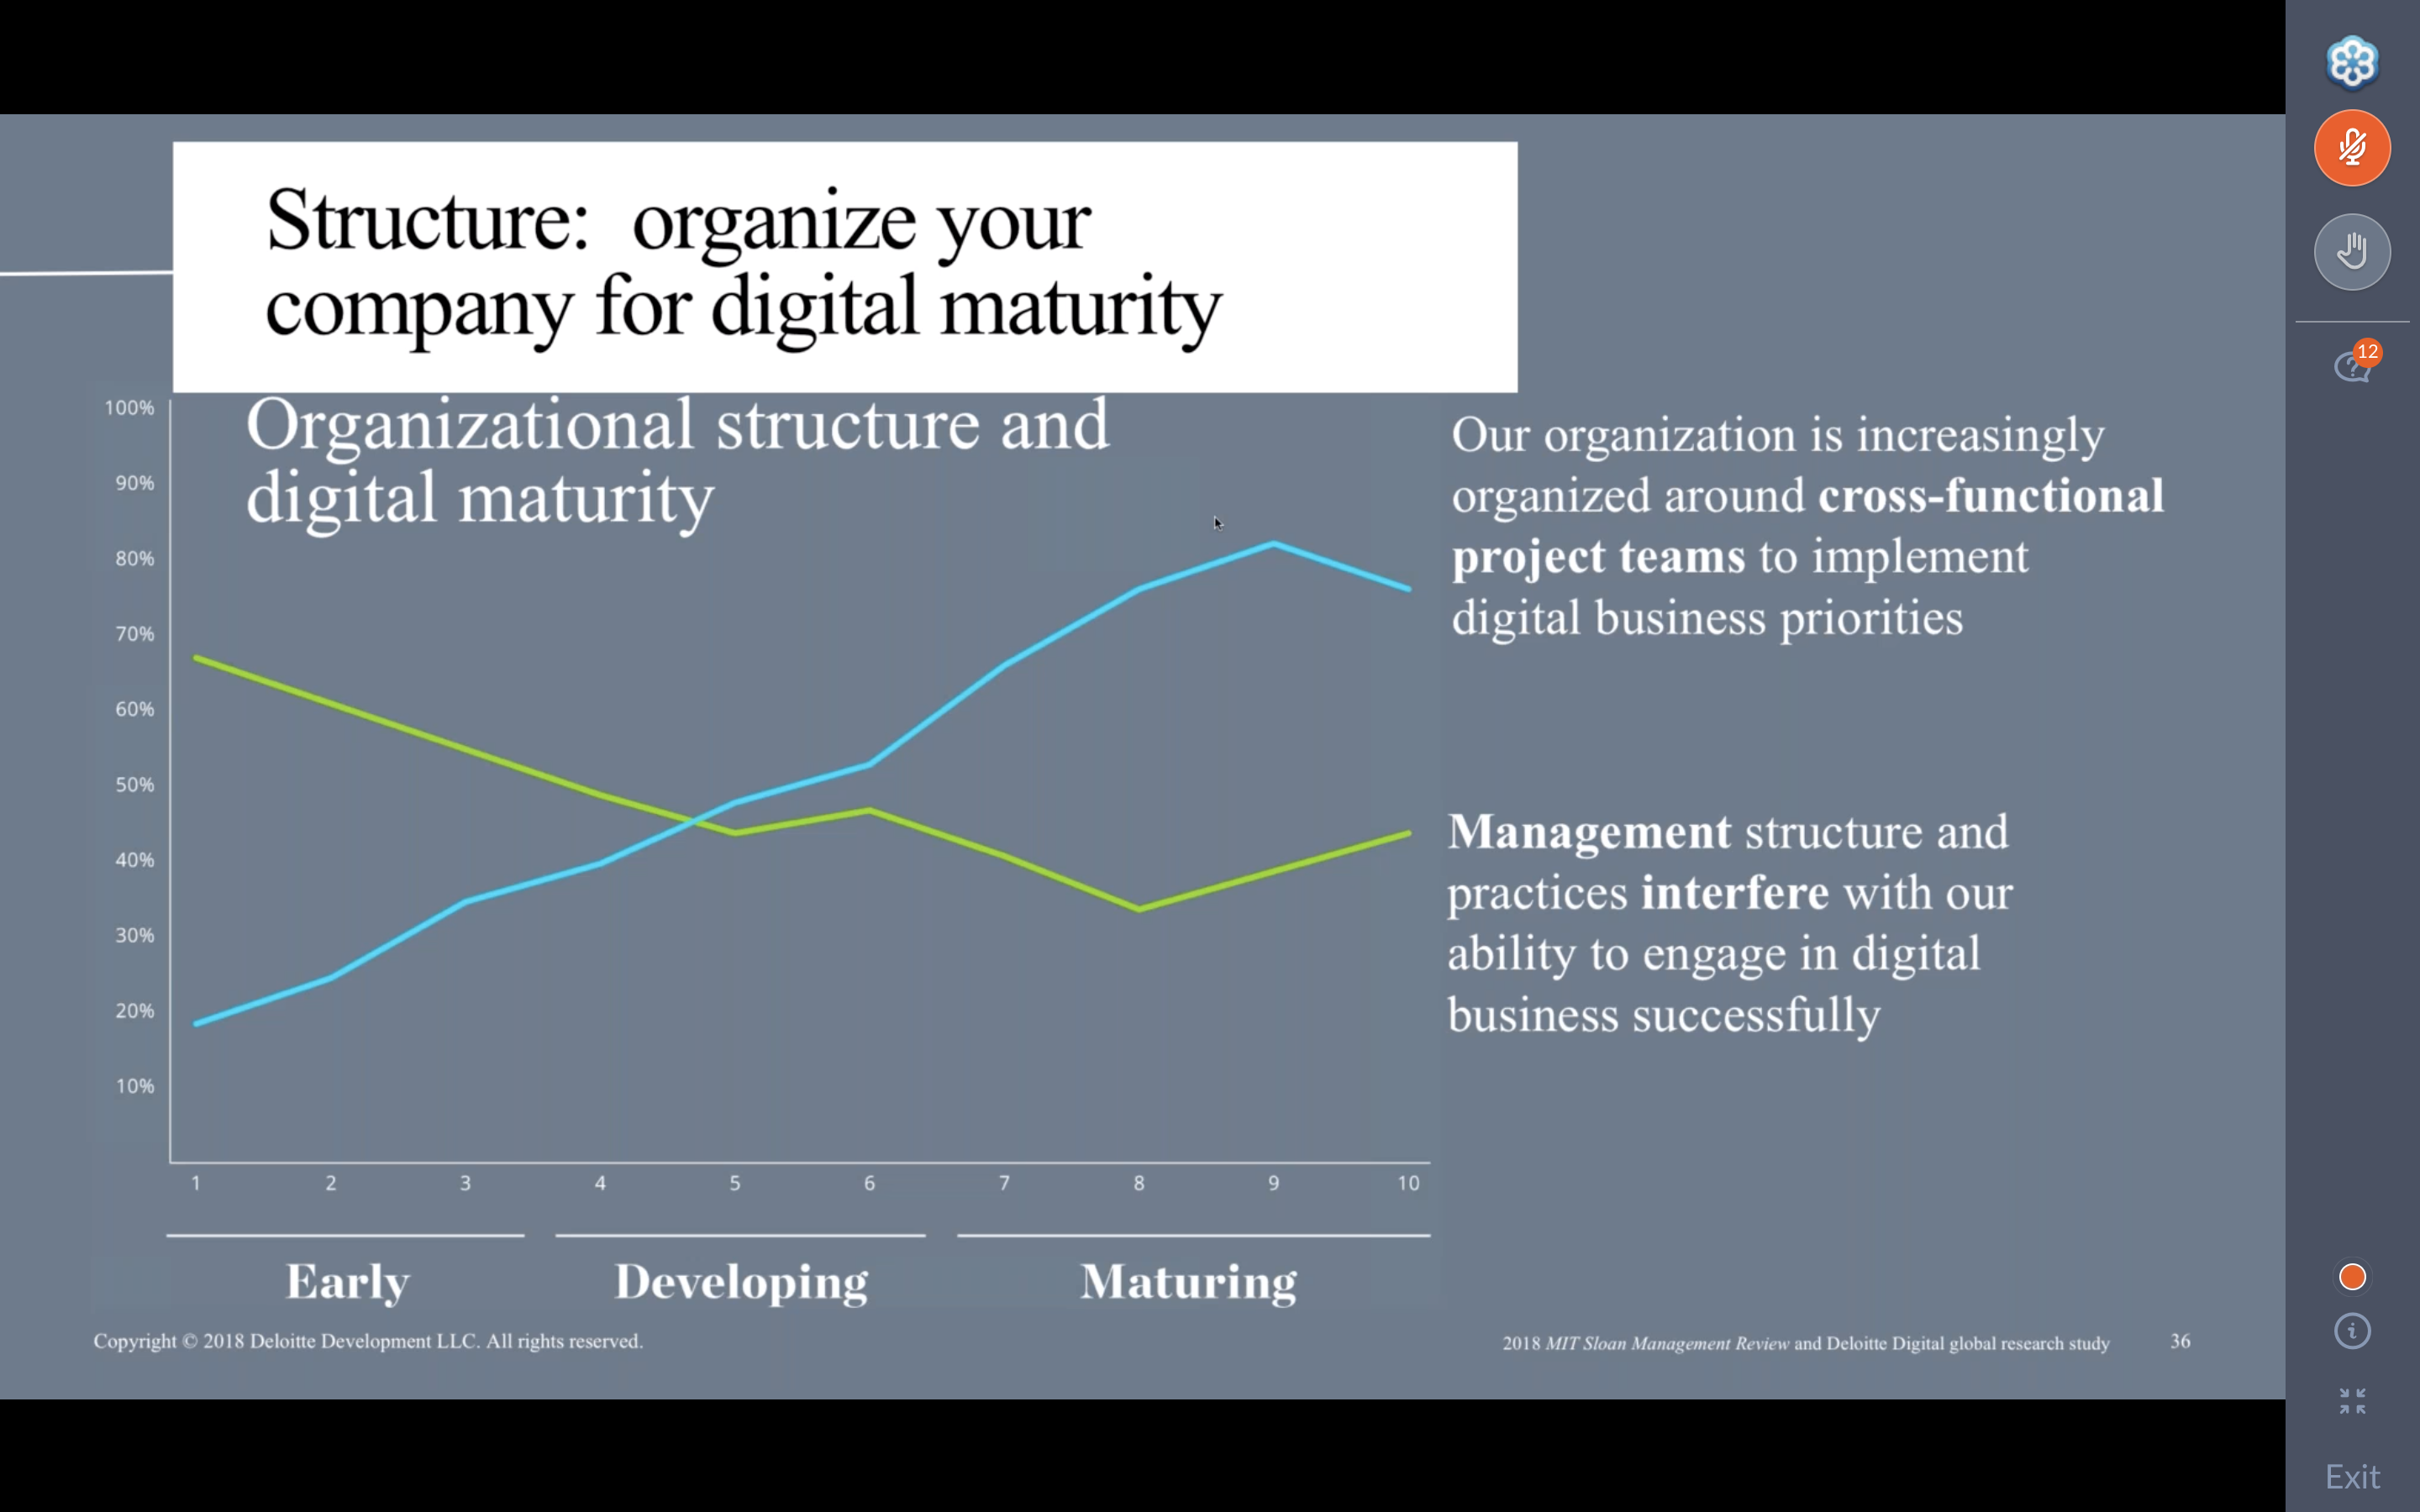 Structure: organize your
company for digital maturity
Organizational structure and
digital maturity
100%
90%
80%
70%
60%
50%
40%
30%
20%
10%
1 2 3 4 5 6 7 8 9 10
Early Developing Maturing
Our organization is increasingly
organized around cross-functional
project teams to implement
digital business priorities
Management structure and
practices interfere with our
ability to engage in digital
business successfully
Copyright © 2018 Deloitte Development LLC. All rights reserved.
2018 MIT Sloan Management Review and Deloitte Digital global research study 36
12
Exit